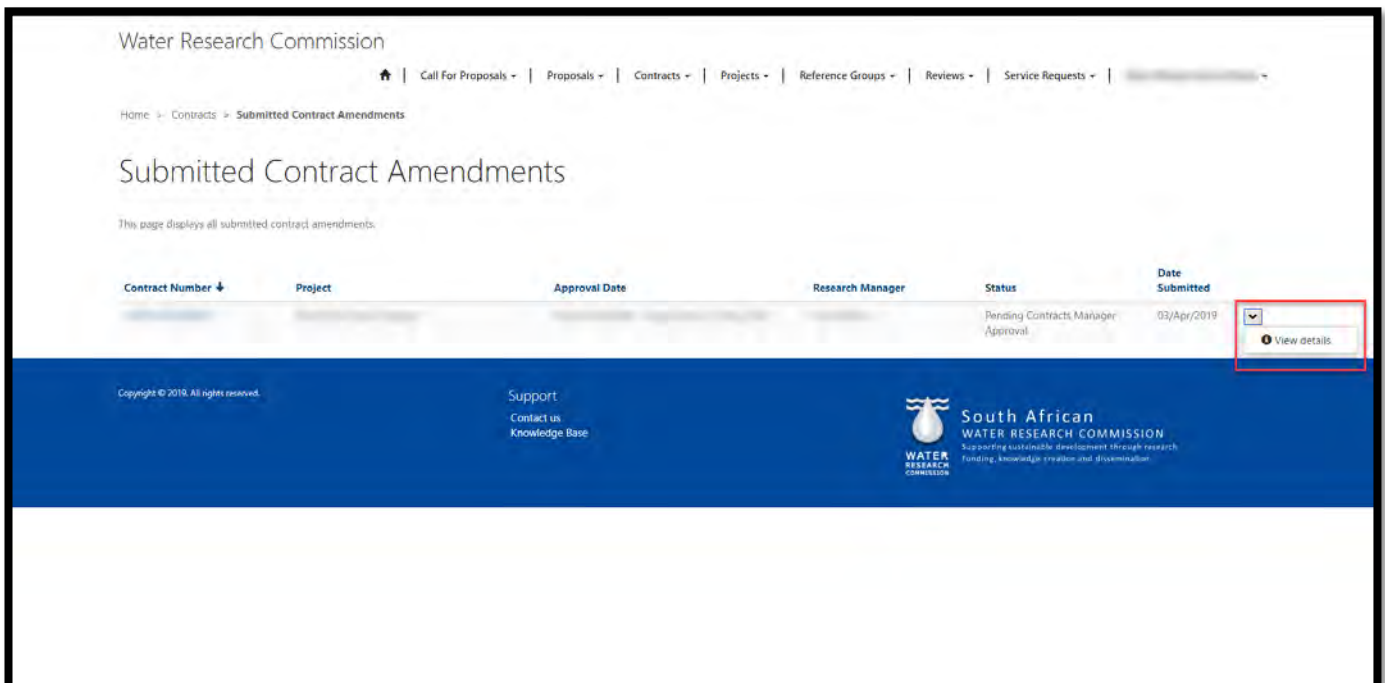 Water Research Commission
Call For Proposals | Proposals | Contracts | Projects | Reference Groups | Reviews | Service Requests |
Home > Contracts > Submitted Contract Amendments
Submitted Contract Amendments
This page displays all submitted contract amendments.
Contract Number Project Approval Date Research Manager Status Date Submitted
Pending Contracts Manager Approval 03/Apr/2019
View details
Copyright © 2019. All rights reserved.
Support
Contact us
Knowledge Base
WATER
RESEARCH
COMMISSION
South African
WATER RESEARCH COMMISSION
Supporting sustainable development through research
funding, knowledge creation and dissemination